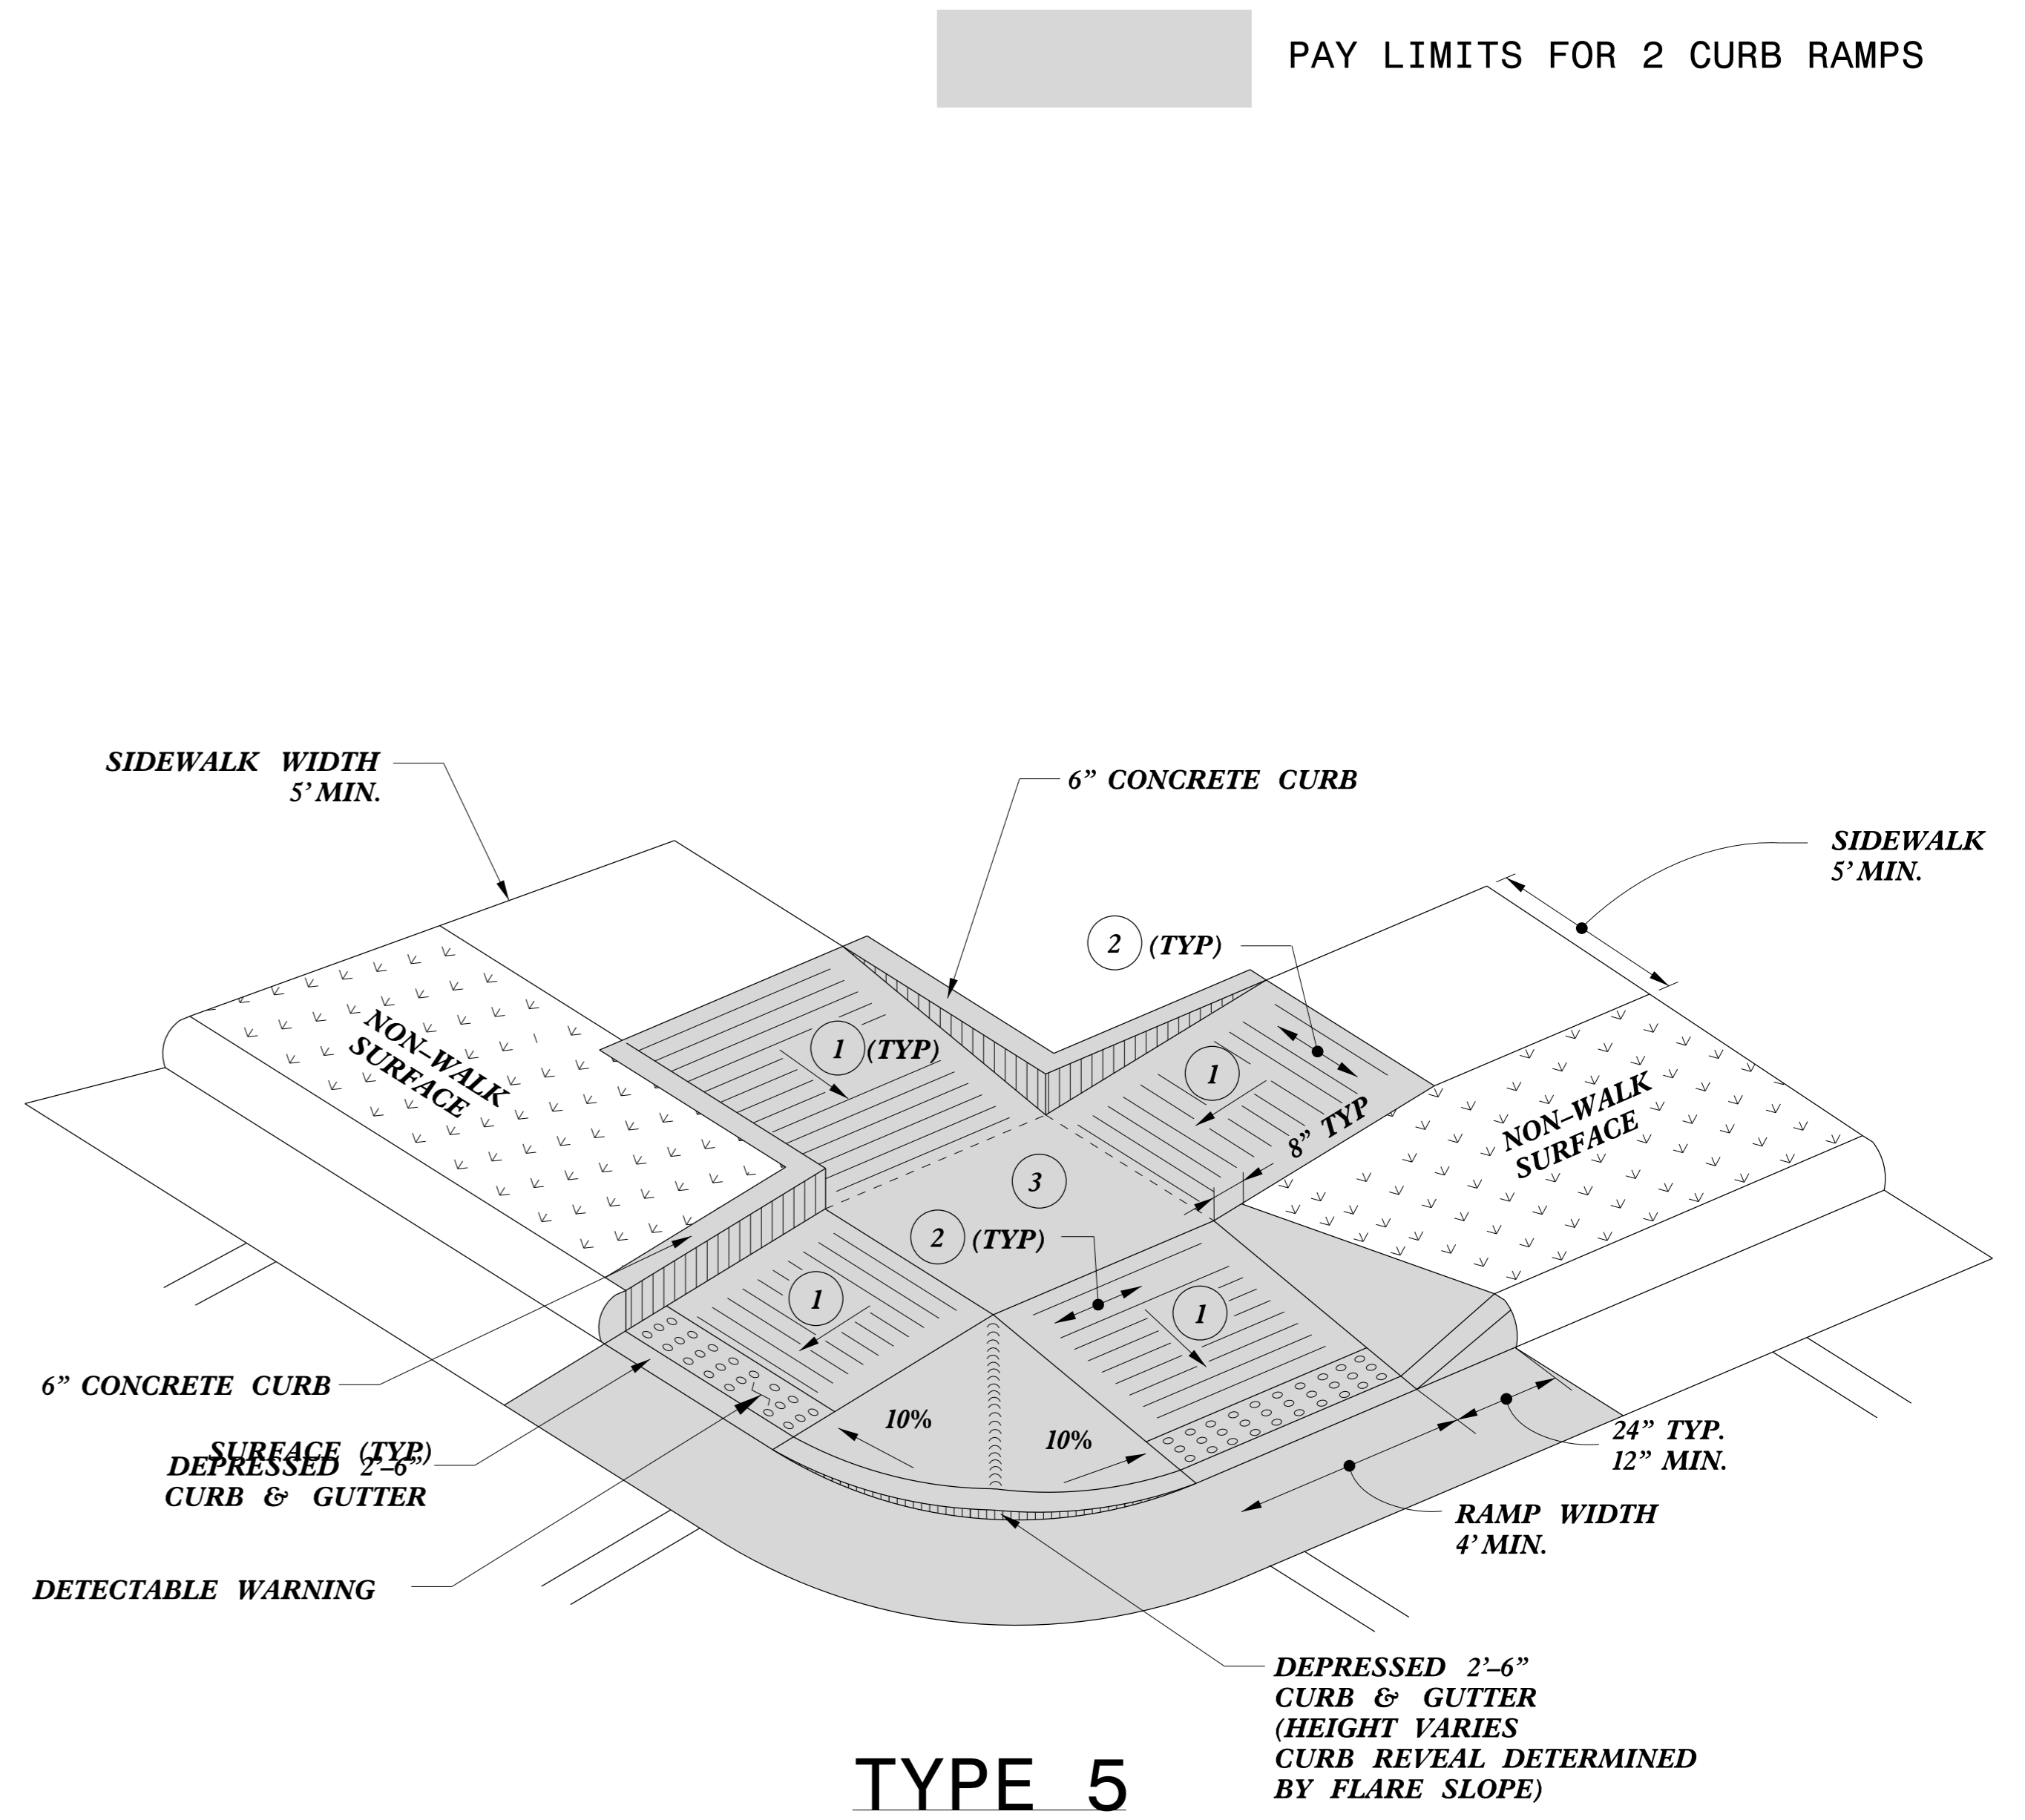 PAY LIMITS FOR 2 CURB RAMPS
SIDEWALK WIDTH
5' MIN.
6" CONCRETE CURB
SIDEWALK
5' MIN.
2 (TYP)
NON-WALK
SURFACE
1 (TYP)
1
8" TYP
NON-WALK
SURFACE
3
2 (TYP)
1
1
6" CONCRETE CURB
10%
10%
SURFACE (TYP)
DEPRESSED 2'-6"
CURB & GUTTER
24" TYP.
12" MIN.
RAMP WIDTH
4' MIN.
DETECTABLE WARNING
DEPRESSED 2'-6"
CURB & GUTTER
(HEIGHT VARIES
CURB REVEAL DETERMINED
BY FLARE SLOPE)
TYPE 5